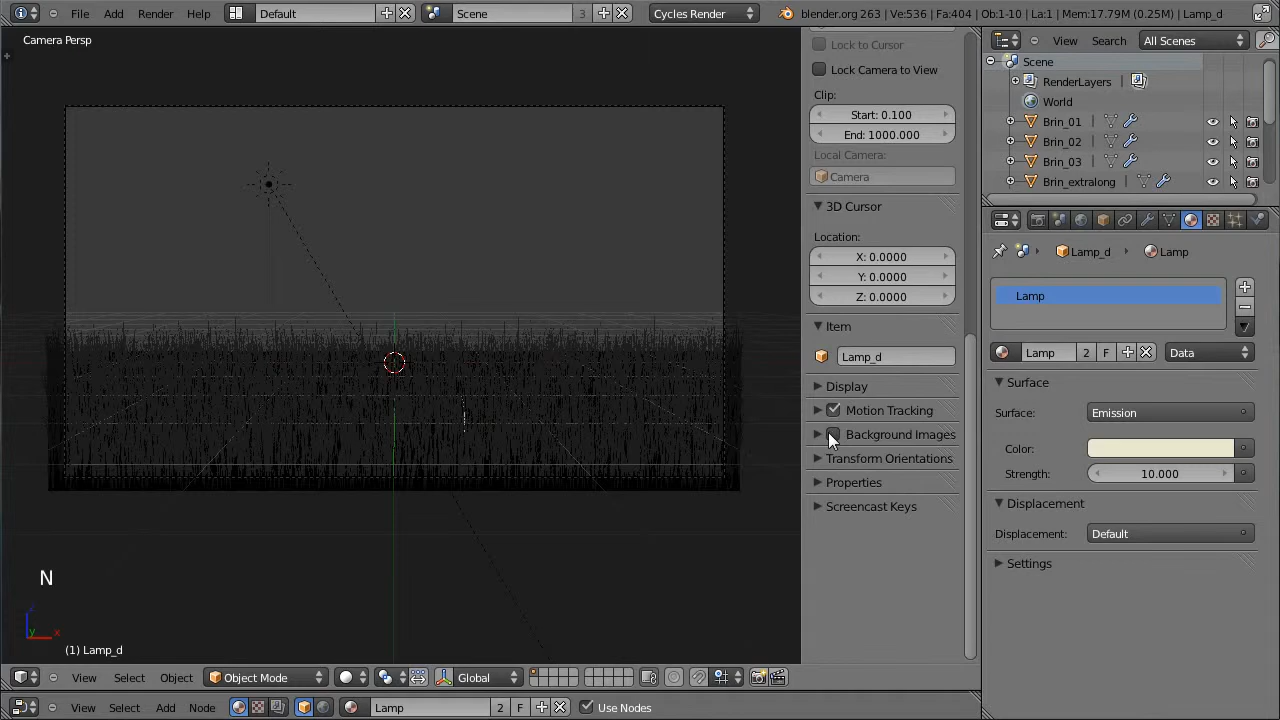 File Add Render Help Default Scene 3 Cycles Render blender.org 263 | Ve:536 | Fa:404 | Ob:1-10 | La:1 | Mem:17.79M (0.25M) | Lamp_d
Camera Persp
Lock to Cursor
Lock Camera to View
Clip:
Start: 0.100
End: 1000.000
Local Camera:
Camera
3D Cursor
Location:
X: 0.0000
Y: 0.0000
Z: 0.0000
Item
Lamp_d
Display
Motion Tracking
Background Images
Transform Orientations
Properties
Screencast Keys
N
z
y x
(1) Lamp_d
View Select Object Object Mode Global
View Select Add Node Lamp 2 F Use Nodes
View Search All Scenes
Scene
RenderLayers |
World
Brin_01 |
Brin_02 |
Brin_03 |
Brin_extralong |
Lamp_d Lamp
Lamp
Lamp 2 F Data
Surface
Surface: Emission
Color:
Strength: 10.000
Displacement
Displacement: Default
Settings